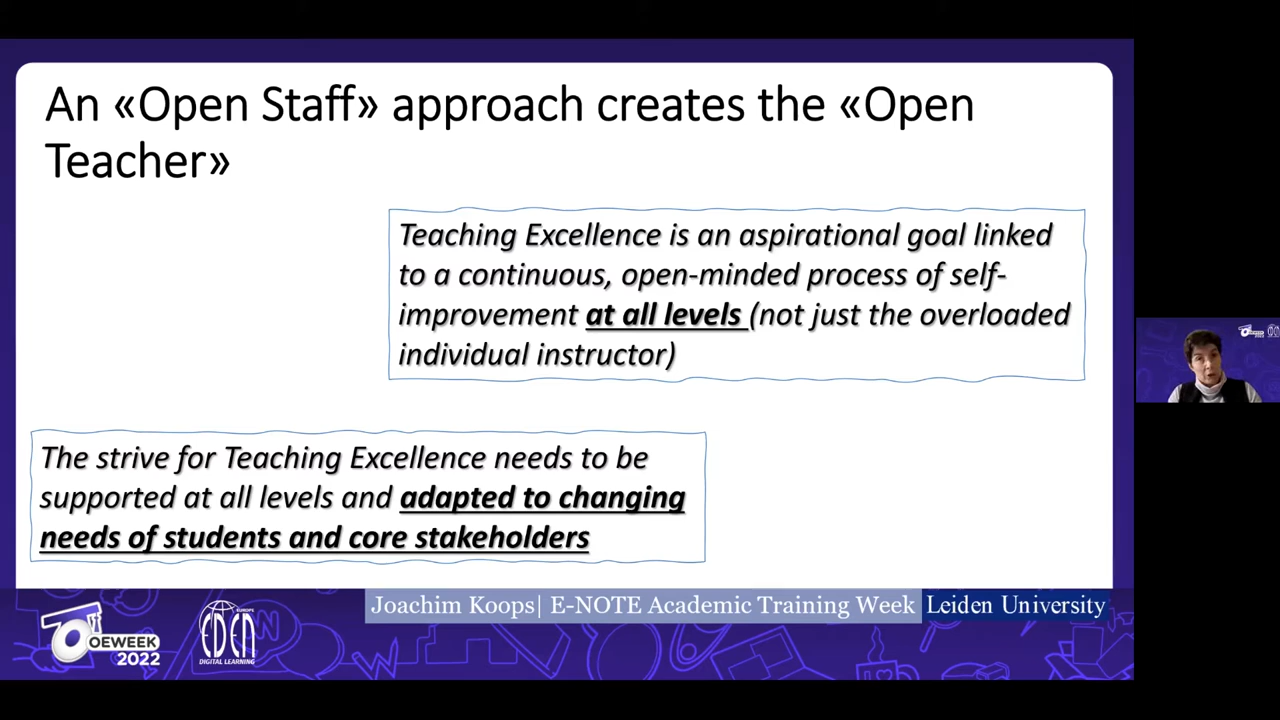 An «Open Staff» approach creates the «Open
Teacher»
Teaching Excellence is an aspirational goal linked
to a continuous, open-minded process of self-
improvement at all levels (not just the overloaded
individual instructor)
The strive for Teaching Excellence needs to be
supported at all levels and adapted to changing
needs of students and core stakeholders
Joachim Koops| E-NOTE Academic Training Week Leiden University
OEWEEK
2022
EUROPE
EDEN
DIGITAL LEARNING